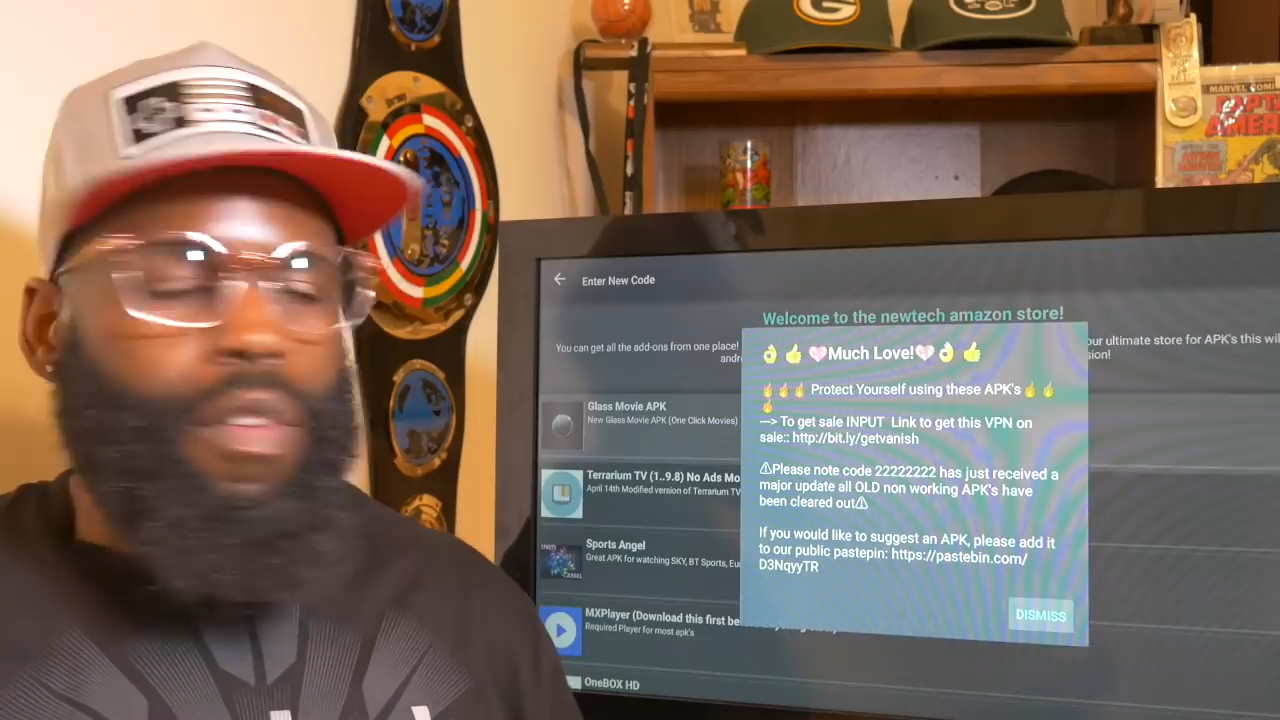 MARVEL COMI
CAPT
AMER
Enter New Code
Welcome to the newtech amazon store!
You can get all the add-ons from one place!
our ultimate store for APK's this wil
andr
sion!
👌 👍 💖Much Love!💖👌 👍
🔥🔥🔥 Protect Yourself using these APK's🔥🔥
🔥
---> To get sale INPUT Link to get this VPN on
sale:: http://bit.ly/getvanish
⚠Please note code 22222222 has just received a
major update all OLD non working APK's have
been cleared out⚠
If you would like to suggest an APK, please add it
to our public pastepin: https://pastebin.com/
D3NqyyTR
DISMISS
Glass Movie APK
New Glass Movie APK (One Click Movies)
Terrarium TV (1..9.8) No Ads Mo
April 14th Modified version of Terrarium TV
Sports Angel
Great APK for watching SKY, BT Sports, Eu
MXPlayer (Download this first be
Required Player for most apk's
OneBOX HD